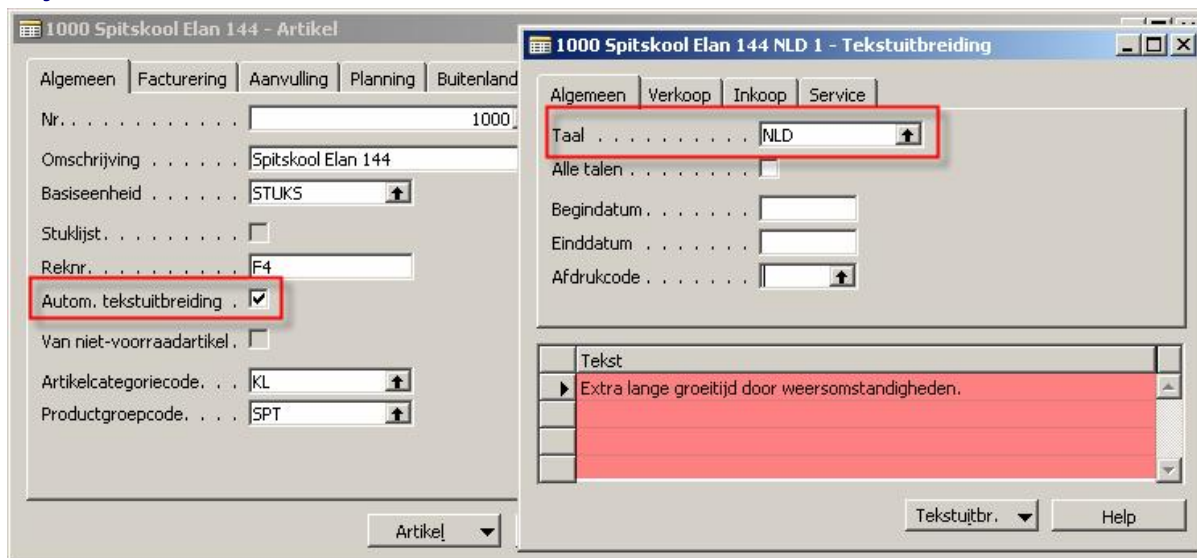 1000 Spitskool Elan 144 - Artikel
Algemeen Facturering Aanvulling Planning Buitenland
Nr. . . . . . . . . . . . . 1000
Omschrijving . . . . . . Spitskool Elan 144
Basiseenheid . . . . . . STUKS
Stuklijst. . . . . . . . . .
Reknr. . . . . . . . . . . F4
Autom. tekstuitbreiding .
Van niet-voorraadartikel .
Artikelcategoriecode. . . KL
Productgroepcode. . . . SPT
Artikel
1000 Spitskool Elan 144 NLD 1 - Tekstuitbreiding
Algemeen Verkoop Inkoop Service
Taal . . . . . . . . . . NLD
Alle talen . . . . . . . .
Begindatum . . . . . . .
Einddatum . . . . . . .
Afdrukcode . . . . . . .
Tekst
Extra lange groeitijd door weersomstandigheden.
Tekstuitbr. Help